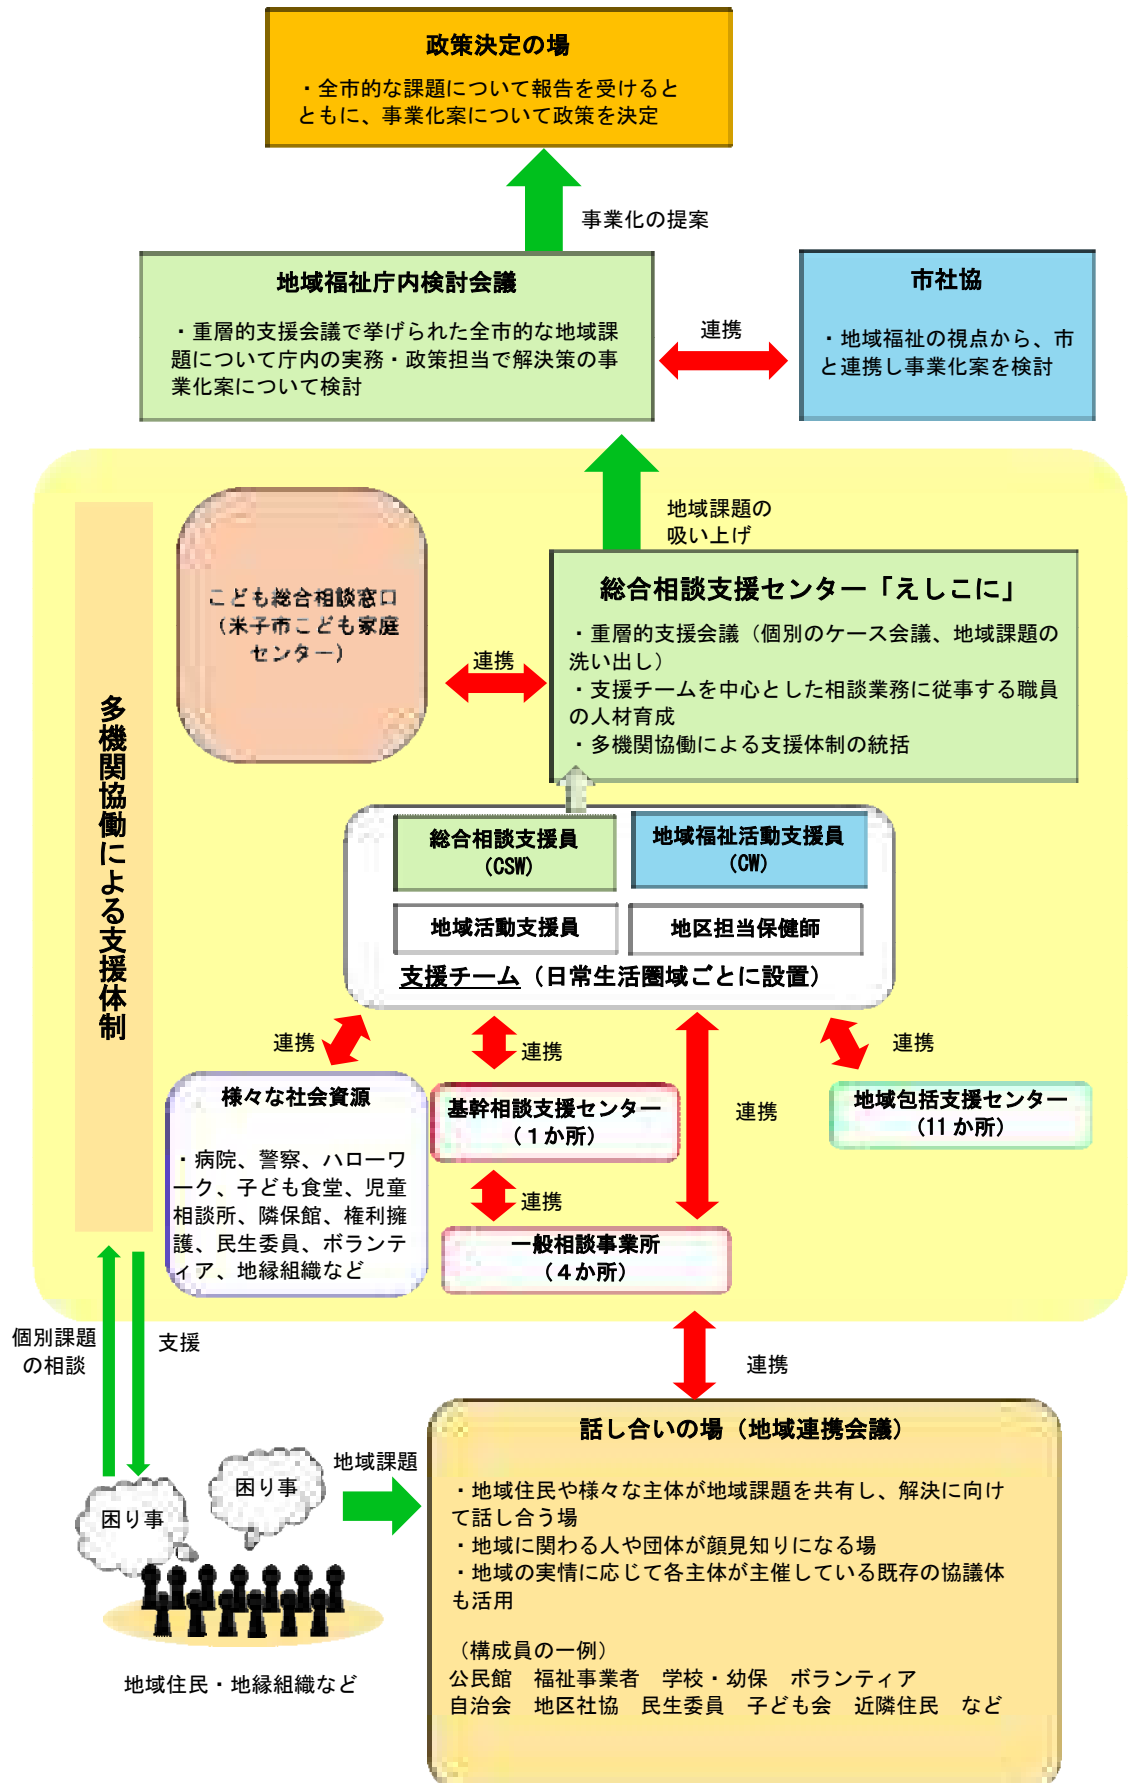 政策決定の場
・全市的な課題について報告を受けると
ともに、事業化案について政策を決定
事業化の提案
地域福祉庁内検討会議
・重層的支援会議で挙げられた全市的な地域課
題について庁内の実務・政策担当で解決策の事
業化案について検討
連携
市社協
・地域福祉の視点から、市
と連携し事業化案を検討
地域課題の
吸い上げ
多機関協働による支援体制
こども総合相談窓口
（米子市こども家庭
センター）
連携
総合相談支援センター「えしこに」
・重層的支援会議（個別のケース会議、地域課題の
洗い出し）
・支援チームを中心とした相談業務に従事する職員
の人材育成
・多機関協働による支援体制の統括
総合相談支援員
（CSW）
地域福祉活動支援員
（CW）
地域活動支援員
地区担当保健師
支援チーム（日常生活圏域ごとに設置）
連携
連携
連携
連携
様々な社会資源
・病院、警察、ハローワ
ーク、子ども食堂、児童
相談所、隣保館、権利擁
護、民生委員、ボランテ
ィア、地縁組織など
基幹相談支援センター
（１か所）
連携
一般相談事業所
（４か所）
地域包括支援センター
（11か所）
個別課題
の相談
支援
連携
困り事
困り事
地域課題
地域住民・地縁組織など
話し合いの場（地域連携会議）
・地域住民や様々な主体が地域課題を共有し、解決に向け
て話し合う場
・地域に関わる人や団体が顔見知りになる場
・地域の実情に応じて各主体が主催している既存の協議体
も活用
（構成員の一例）
公民館　福祉事業者　学校・幼保　ボランティア
自治会　地区社協　民生委員　子ども会　近隣住民　など